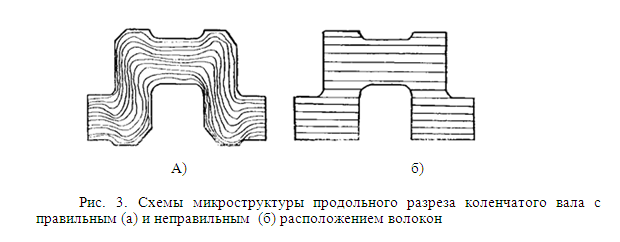 А)
б)
Рис. 3. Схемы микроструктуры продольного разреза коленчатого вала с
правильным (а) и неправильным (б) расположением волокон